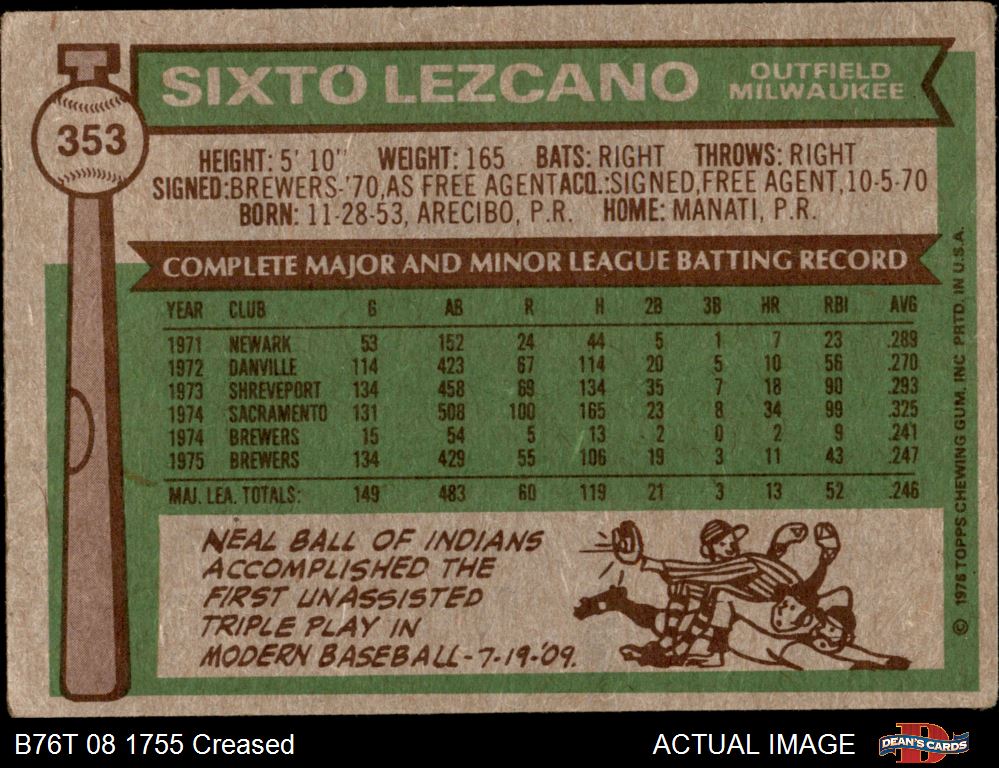 SIXTO LEZCANO OUTFIELD MILWAUKEE
353
HEIGHT: 5' 10" WEIGHT: 165 BATS: RIGHT THROWS: RIGHT
SIGNED:BREWERS-'70,AS FREE AGENT ACQ.:SIGNED,FREE AGENT,10-5-70
BORN: 11-28-53, ARECIBO, P.R. HOME: MANATI, P.R.
COMPLETE MAJOR AND MINOR LEAGUE BATTING RECORD
YEAR CLUB G AB R H 2B 3B HR RBI AVG
1971 NEWARK 53 152 24 44 5 1 7 23 .289
1972 DANVILLE 114 423 67 114 20 5 10 56 .270
1973 SHREVEPORT 134 458 69 134 35 7 18 90 .293
1974 SACRAMENTO 131 508 100 165 23 8 34 99 .325
1974 BREWERS 15 54 5 13 2 0 2 9 .241
1975 BREWERS 134 429 55 106 19 3 11 43 .247
MAJ. LEA. TOTALS: 149 483 60 119 21 3 13 52 .246
NEAL BALL OF INDIANS
ACCOMPLISHED THE
FIRST UNASSISTED
TRIPLE PLAY IN
MODERN BASEBALL-7-19-'09.
© 1976 TOPPS CHEWING GUM, INC PRTD. IN U.S.A.
B76T 08 1755 Creased ACTUAL IMAGE
DEAN'S CARDS